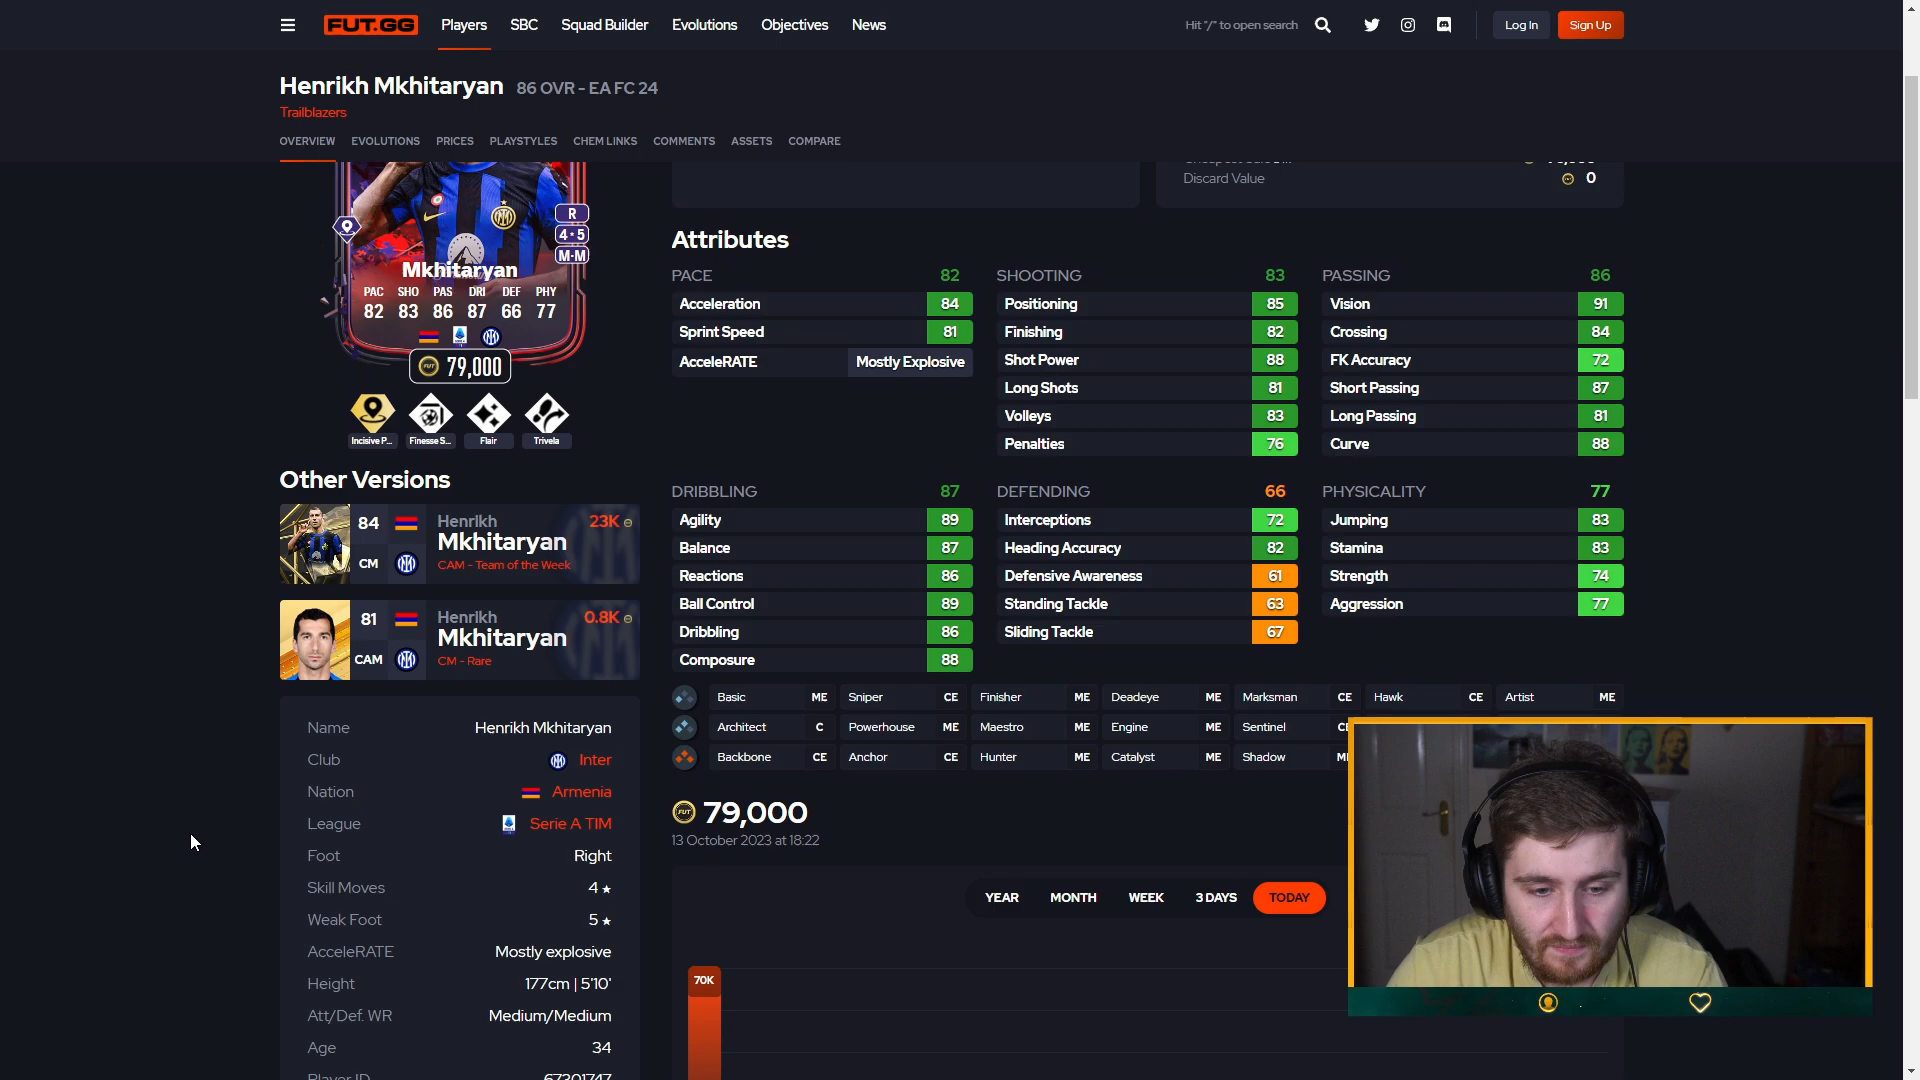 FUT.GG Players SBC Squad Builder Evolutions Objectives News Hit "/" to open search Log In Sign Up
Henrikh Mkhitaryan 86 OVR - EA FC 24
Trailblazers
OVERVIEW EVOLUTIONS PRICES PLAYSTYLES CHEM LINKS COMMENTS ASSETS COMPARE
Discard Value 0
R
4 5
M-M
Mkhitaryan
PAC SHO PAS DRI DEF PHY
82 83 86 87 66 77
79,000
Incisive P... Finesse S... Flair Trivela
Other Versions
84 Henrikh 23K
Mkhitaryan
CM CAM - Team of the Week
81 Henrikh 0.8K
Mkhitaryan
CAM CM - Rare
Name Henrikh Mkhitaryan
Club Inter
Nation Armenia
League Serie A TIM
Foot Right
Skill Moves 4
Weak Foot 5
AcceleRATE Mostly explosive
Height 177cm | 5'10"
Att/Def. WR Medium/Medium
Age 34
Player ID 67301747
Attributes
PACE 82
Acceleration 84
Sprint Speed 81
AcceleRATE Mostly Explosive
SHOOTING 83
Positioning 85
Finishing 82
Shot Power 88
Long Shots 81
Volleys 83
Penalties 76
PASSING 86
Vision 91
Crossing 84
FK Accuracy 72
Short Passing 87
Long Passing 81
Curve 88
DRIBBLING 87
Agility 89
Balance 87
Reactions 86
Ball Control 89
Dribbling 86
Composure 88
DEFENDING 66
Interceptions 72
Heading Accuracy 82
Defensive Awareness 61
Standing Tackle 63
Sliding Tackle 67
PHYSICALITY 77
Jumping 83
Stamina 83
Strength 74
Aggression 77
Basic ME Sniper CE Finisher ME Deadeye ME Marksman CE Hawk CE Artist ME
Architect C Powerhouse ME Maestro ME Engine ME Sentinel
Backbone CE Anchor CE Hunter ME Catalyst ME Shadow
79,000
13 October 2023 at 18:22
YEAR MONTH WEEK 3 DAYS TODAY
70K